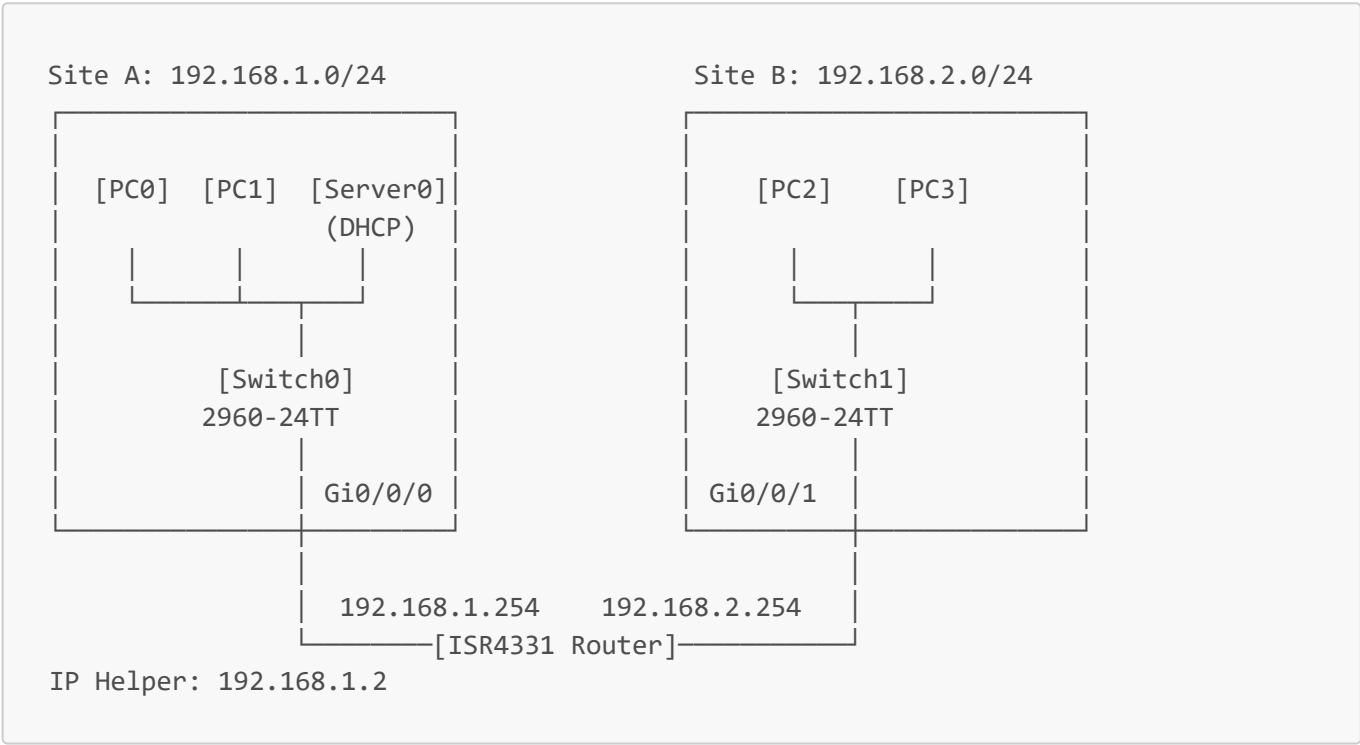 Site A: 192.168.1.0/24 Site B: 192.168.2.0/24
[PC0] [PC1] [Server0] [PC2] [PC3]
(DHCP)
[Switch0] [Switch1]
2960-24TT 2960-24TT
Gi0/0/0 Gi0/0/1
192.168.1.254 192.168.2.254
[ISR4331 Router]
IP Helper: 192.168.1.2